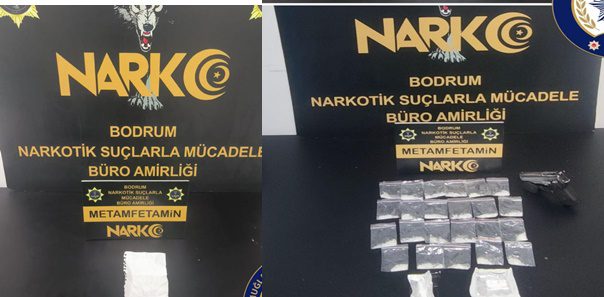 NARKO
BODRUM
NARKOTİK SUÇLARLA MÜCADELE
BÜRO AMİRLİĞİ
BODRUM
NARKOTİK SUÇLARLA
MÜCADELE
BÜRO AMİRLİĞİ
METAMFETAMİN
NARKO
NARKO
BODRUM
NARKOTİK SUÇLARLA MÜCADELE
BÜRO AMİRLİĞİ
BODRUM
NARKOTİK SUÇLARLA
MÜCADELE
BÜRO AMİRLİĞİ
METAMFETAMİN
NARKO